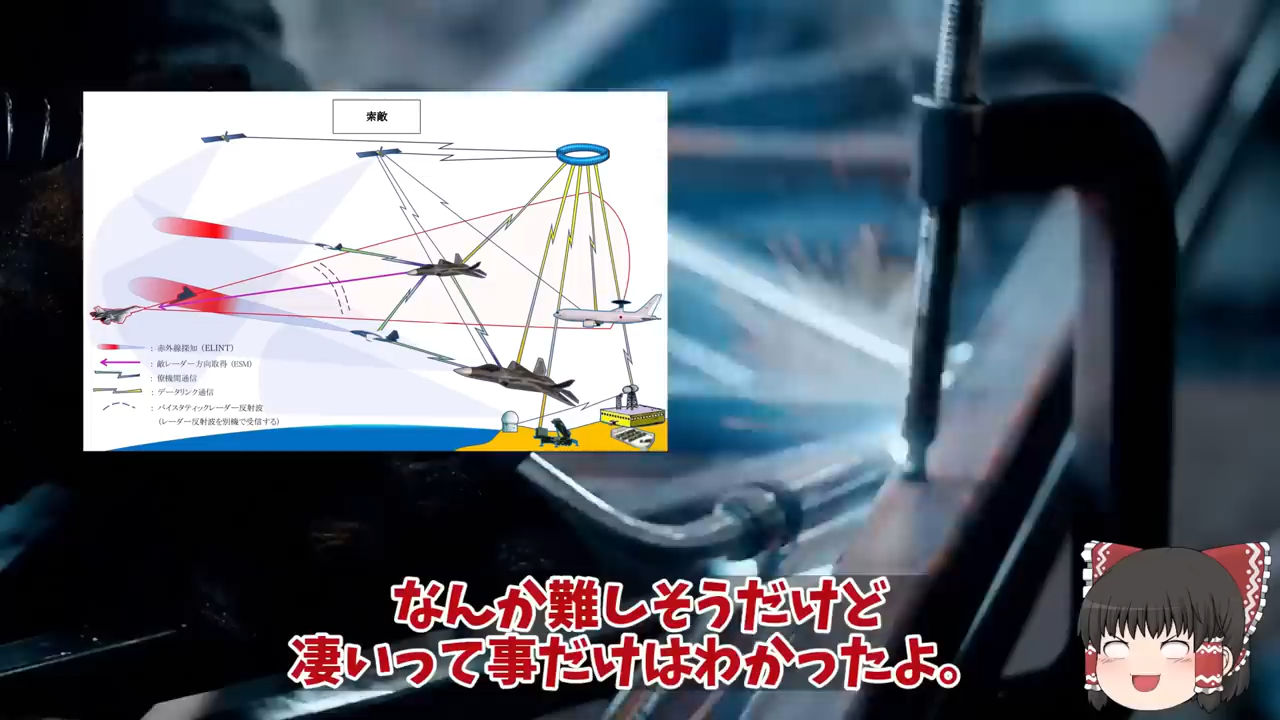 索敵
: 赤外線探知 (ELINT)
: 敵レーダー方向取得 (ESM)
: 僚機間通信
: データリンク通信
: バイスタティックレーダー反射波
(レーダー反射波を別機で受信する)
なんか難しそうだけど
凄いって事だけはわかったよ。